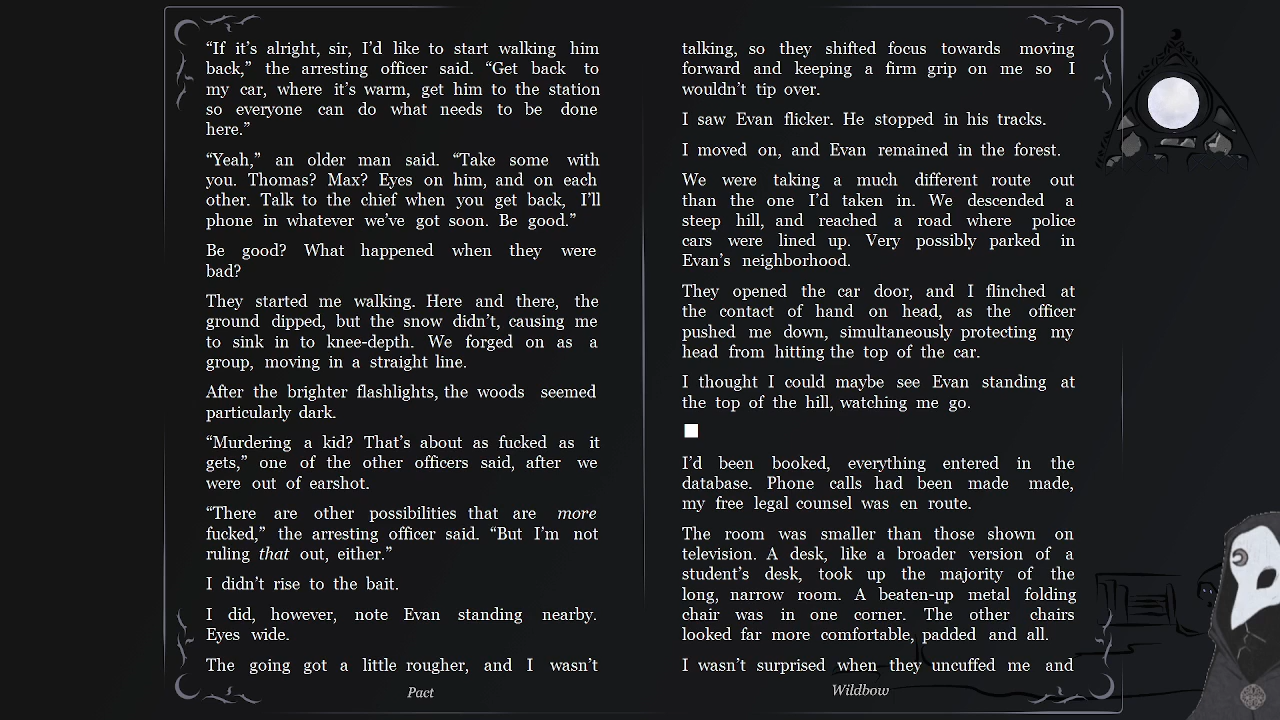 “If it’s alright, sir, I’d like to start walking him
back,” the arresting officer said. “Get back to
my car, where it’s warm, get him to the station
so everyone can do what needs to be done
here.”
“Yeah,” an older man said. “Take some with
you. Thomas? Max? Eyes on him, and on each
other. Talk to the chief when you get back, I’ll
phone in whatever we’ve got soon. Be good.”
Be good? What happened when they were
bad?
They started me walking. Here and there, the
ground dipped, but the snow didn’t, causing me
to sink in to knee-depth. We forged on as a
group, moving in a straight line.
After the brighter flashlights, the woods seemed
particularly dark.
“Murdering a kid? That’s about as fucked as it
gets,” one of the other officers said, after we
were out of earshot.
“There are other possibilities that are more
fucked,” the arresting officer said. “But I’m not
ruling that out, either.”
I didn’t rise to the bait.
I did, however, note Evan standing nearby.
Eyes wide.
The going got a little rougher, and I wasn’t
Pact
talking, so they shifted focus towards moving
forward and keeping a firm grip on me so I
wouldn’t tip over.
I saw Evan flicker. He stopped in his tracks.
I moved on, and Evan remained in the forest.
We were taking a much different route out
than the one I’d taken in. We descended a
steep hill, and reached a road where police
cars were lined up. Very possibly parked in
Evan’s neighborhood.
They opened the car door, and I flinched at
the contact of hand on head, as the officer
pushed me down, simultaneously protecting my
head from hitting the top of the car.
I thought I could maybe see Evan standing at
the top of the hill, watching me go.
■
I’d been booked, everything entered in the
database. Phone calls had been made made,
my free legal counsel was en route.
The room was smaller than those shown on
television. A desk, like a broader version of a
student’s desk, took up the majority of the
long, narrow room. A beaten-up metal folding
chair was in one corner. The other chairs
looked far more comfortable, padded and all.
I wasn’t surprised when they uncuffed me and
Wildbow